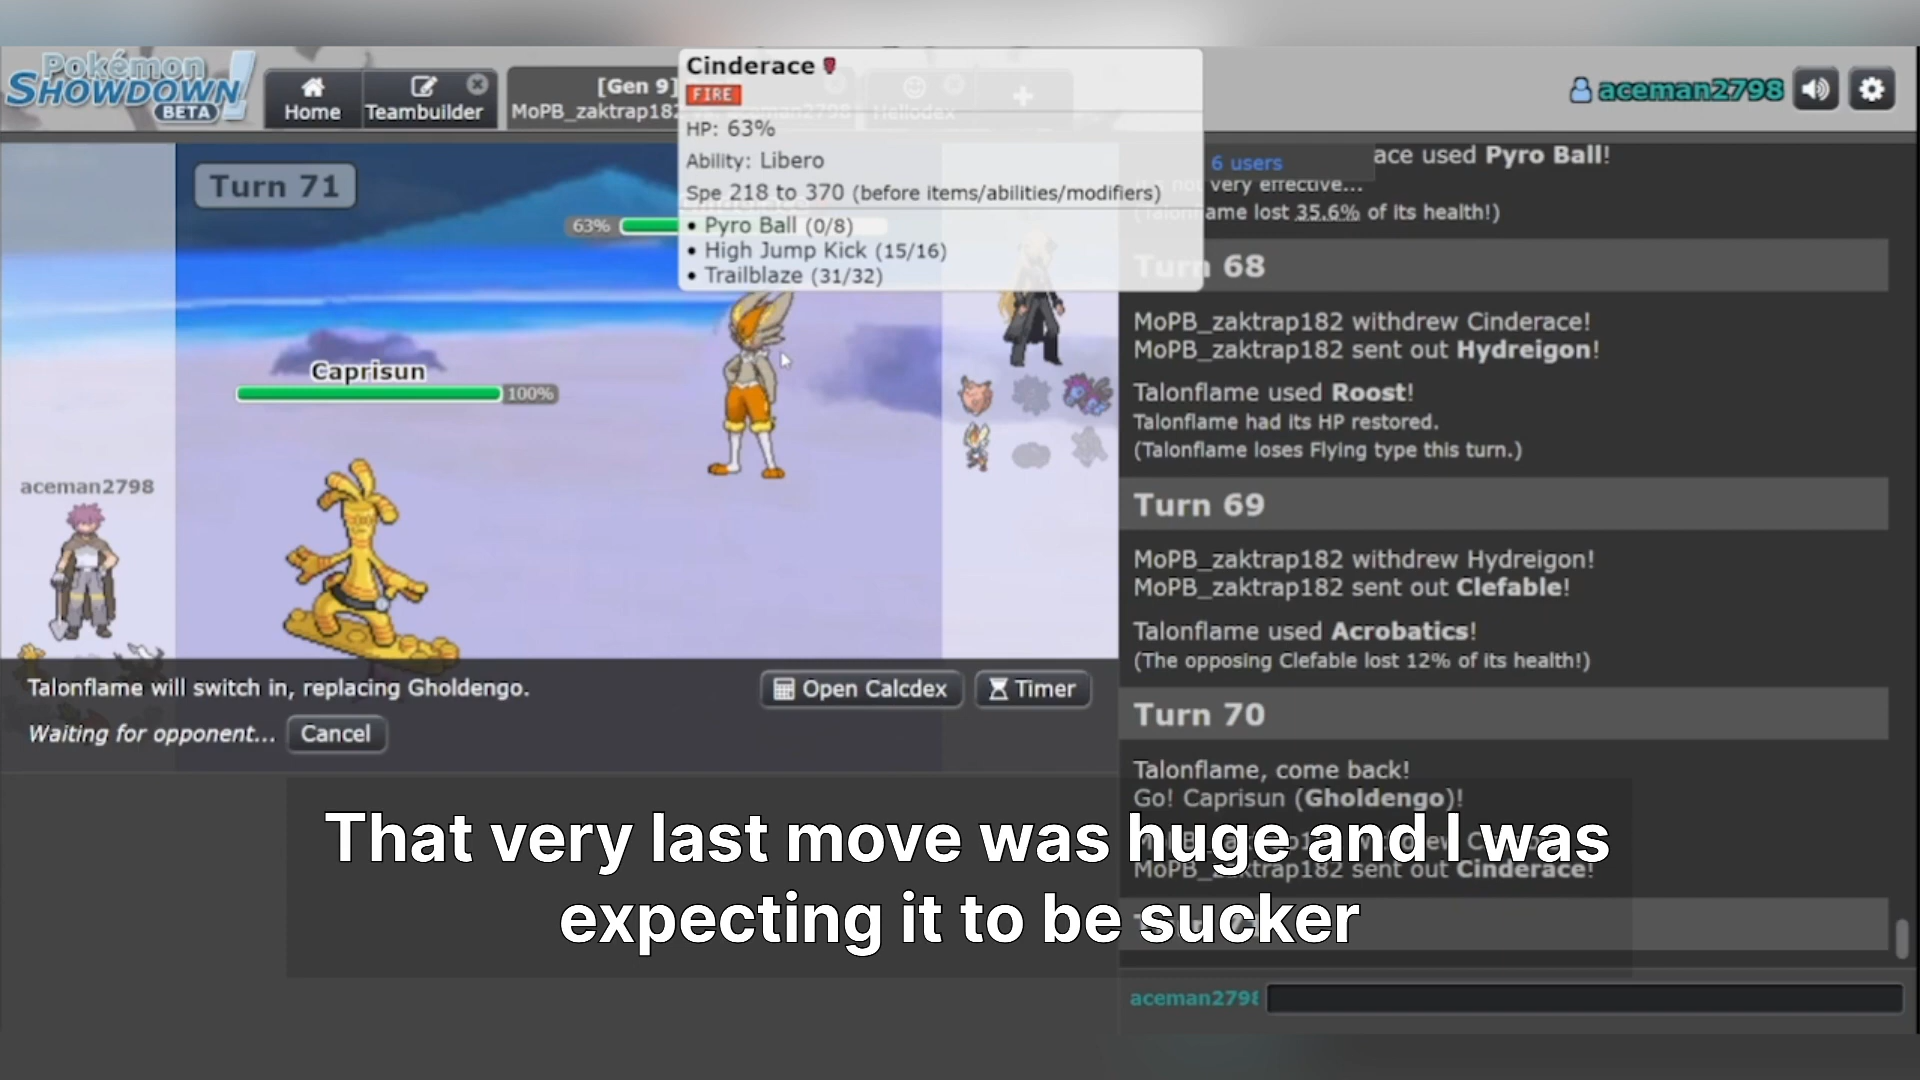 Pokémon
SHOWDOWN!
BETA
Home
Teambuilder
[Gen 9]
MoPB_zaktrap182
aceman2798
Hellodex
aceman2798
Cinderace
FIRE
HP: 63%
Ability: Libero
Spe 218 to 370 (before items/abilities/modifiers)
• Pyro Ball (0/8)
• High Jump Kick (15/16)
• Trailblaze (31/32)
Turn 71
63%
Caprisun
100%
aceman2798
Talonflame will switch in, replacing Gholdengo.
Open Calcdex
Timer
Waiting for opponent...
Cancel
6 users
ace used Pyro Ball!
It's not very effective...
(Talonflame lost 35.6% of its health!)
Turn 68
MoPB_zaktrap182 withdrew Cinderace!
MoPB_zaktrap182 sent out Hydreigon!
Talonflame used Roost!
Talonflame had its HP restored.
(Talonflame loses Flying type this turn.)
Turn 69
MoPB_zaktrap182 withdrew Hydreigon!
MoPB_zaktrap182 sent out Clefable!
Talonflame used Acrobatics!
(The opposing Clefable lost 12% of its health!)
Turn 70
Talonflame, come back!
Go! Caprisun (Gholdengo)!
MoPB_zaktrap182 sent out Cinderace!
aceman2798
That very last move was huge and I was
expecting it to be sucker